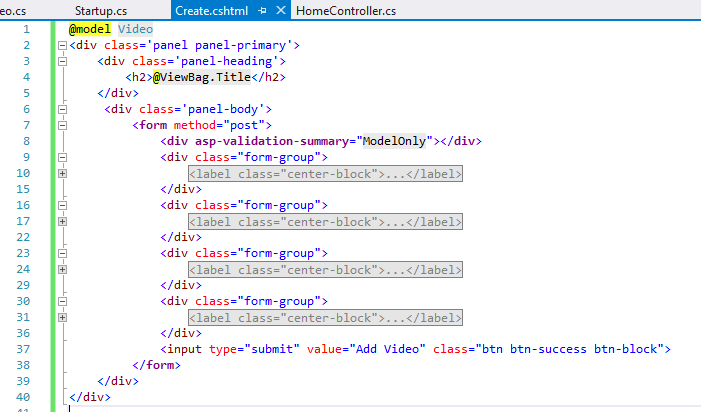 eo.cs Startup.cs Create.cshtml HomeController.cs
1 @model Video
2 <div class='panel panel-primary'>
3 <div class='panel-heading'>
4 <h2>@ViewBag.Title</h2>
5 </div>
6 <div class='panel-body'>
7 <form method="post">
8 <div asp-validation-summary="ModelOnly"></div>
9 <div class="form-group">
10 <label class="center-block">...</label>
15 </div>
16 <div class="form-group">
17 <label class="center-block">...</label>
22 </div>
23 <div class="form-group">
24 <label class="center-block">...</label>
29 </div>
30 <div class="form-group">
31 <label class="center-block">...</label>
36 </div>
37 <input type="submit" value="Add Video" class="btn btn-success btn-block">
38 </form>
39 </div>
40 </div>
41